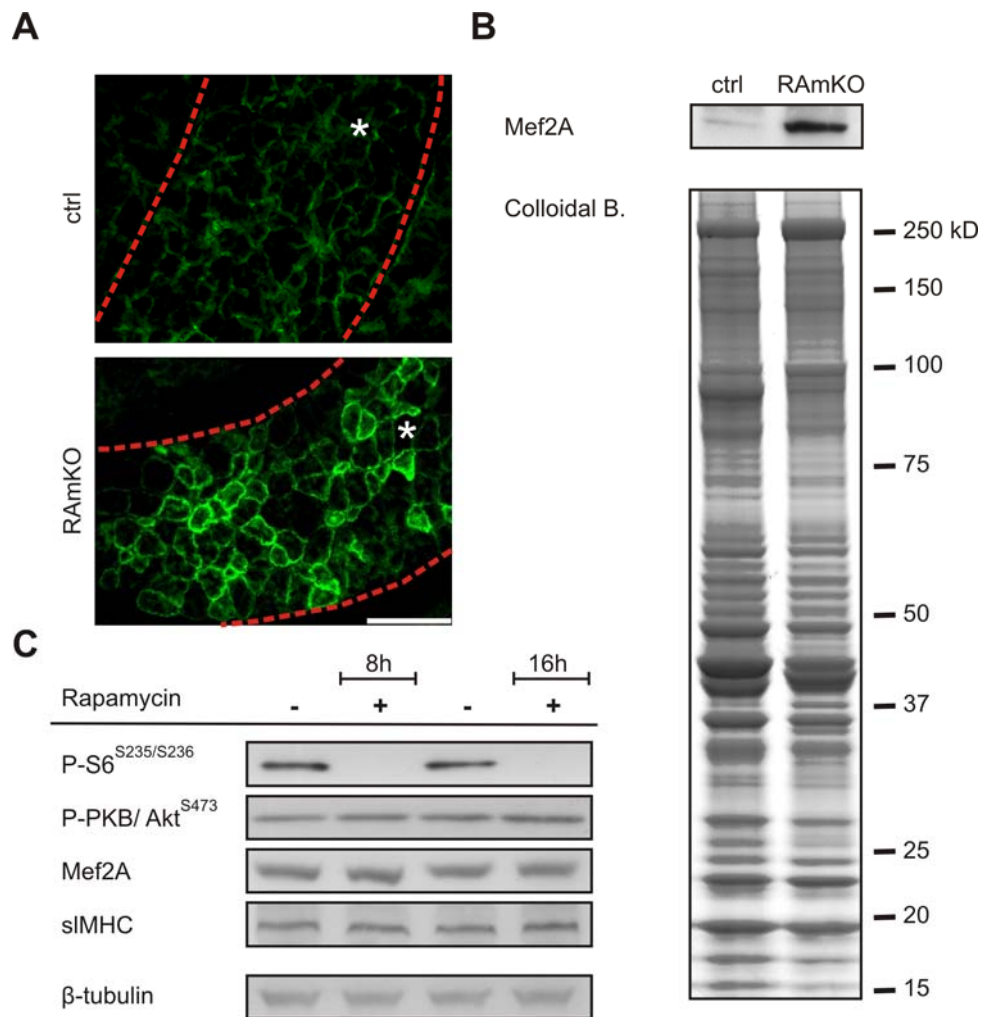 A
ctrl
*
RAmKO
*
B
ctrl RAmKO
Mef2A
Colloidal B.
250 kD
150
100
75
50
37
25
20
15
C
8h 16h
Rapamycin - + - +
P-S6S235/S236
P-PKB/ AktS473
Mef2A
slMHC
β-tubulin